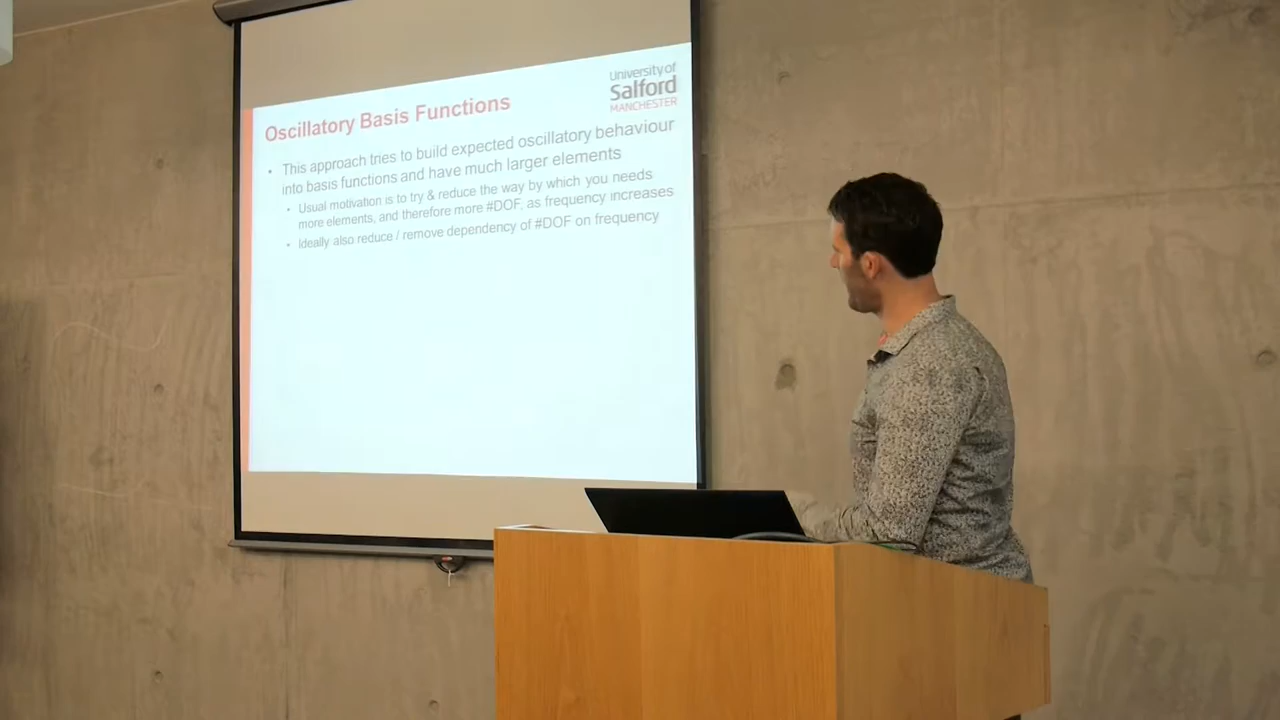 University of
Salford
MANCHESTER
Oscillatory Basis Functions
• This approach tries to build expected oscillatory behaviour
into basis functions and have much larger elements
• Usual motivation is to try & reduce the way by which you needs
more elements, and therefore more #DOF, as frequency increases
• Ideally also reduce / remove dependency of #DOF on frequency